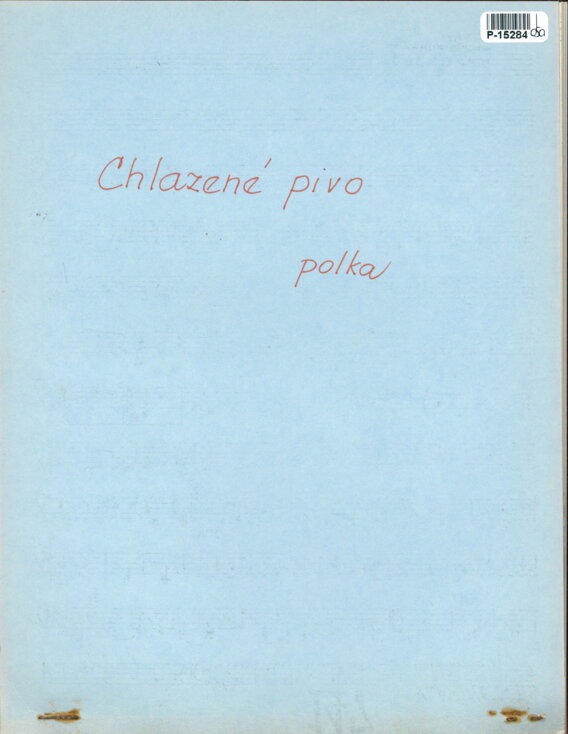 P-15284
Chlazené pivo
polka